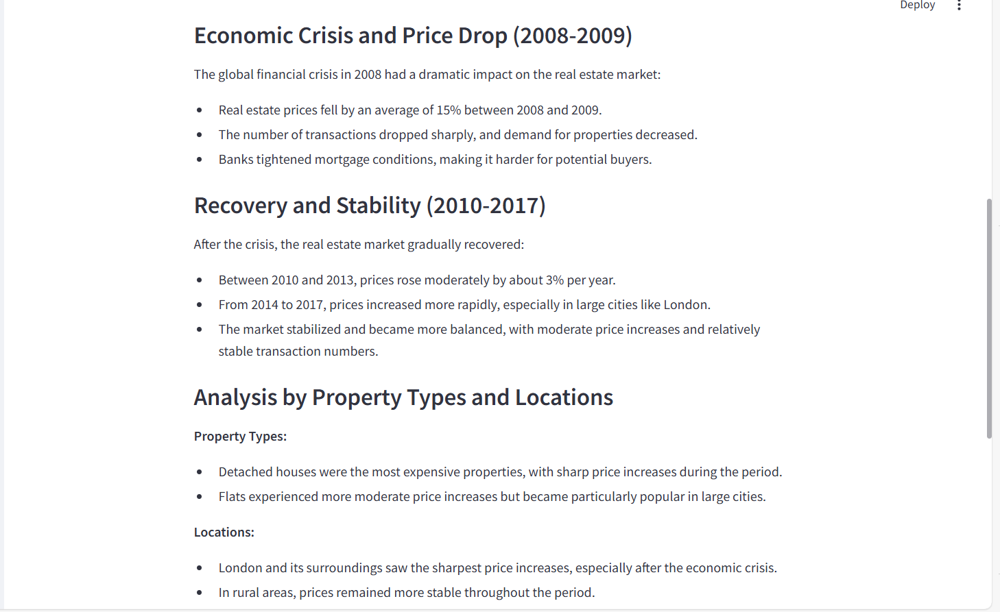 Deploy
Economic Crisis and Price Drop (2008-2009)
The global financial crisis in 2008 had a dramatic impact on the real estate market:
• Real estate prices fell by an average of 15% between 2008 and 2009.
• The number of transactions dropped sharply, and demand for properties decreased.
• Banks tightened mortgage conditions, making it harder for potential buyers.
Recovery and Stability (2010-2017)
After the crisis, the real estate market gradually recovered:
• Between 2010 and 2013, prices rose moderately by about 3% per year.
• From 2014 to 2017, prices increased more rapidly, especially in large cities like London.
• The market stabilized and became more balanced, with moderate price increases and relatively
stable transaction numbers.
Analysis by Property Types and Locations
Property Types:
• Detached houses were the most expensive properties, with sharp price increases during the period.
• Flats experienced more moderate price increases but became particularly popular in large cities.
Locations:
• London and its surroundings saw the sharpest price increases, especially after the economic crisis.
• In rural areas, prices remained more stable throughout the period.